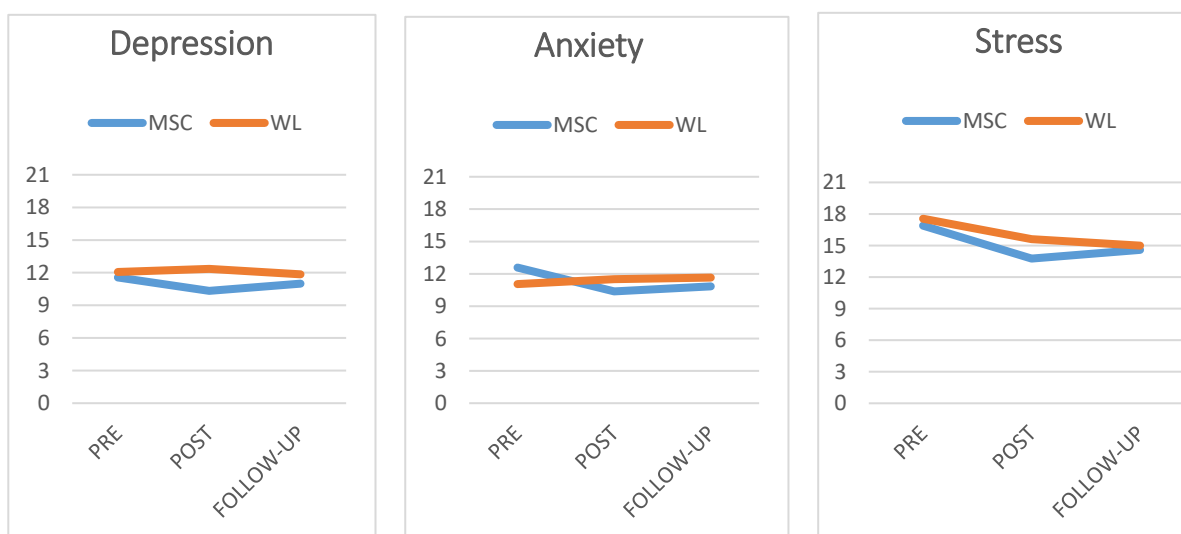 Depression
MSC WL
21
18
15
12
9
6
3
0
PRE
POST
FOLLOW-UP
Anxiety
MSC WL
21
18
15
12
9
6
3
0
PRE
POST
FOLLOW-UP
Stress
MSC WL
21
18
15
12
9
6
3
0
PRE
POST
FOLLOW-UP